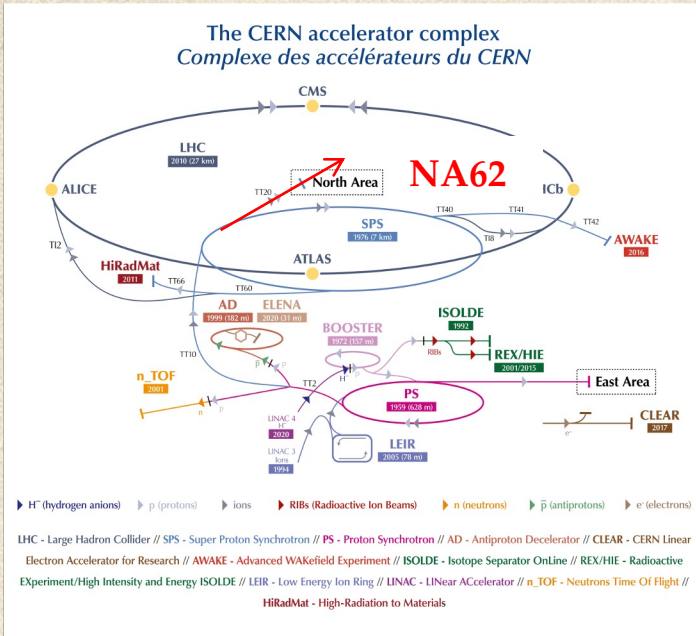 The CERN accelerator complex
Complexe des accélérateurs du CERN
CMS
LHC
2010 (27 km)
ALICE
TT20
North Area
NA62
ICb
SPS
1976 (7 km)
TT40
TT41
TT42
TI8
AWAKE
2016
TI2
ATLAS
HiRadMat
2011
TT66
TT60
AD
1999 (182 m)
ELENA
2020 (31 m)
ISOLDE
1992
BOOSTER
1972 (157 m)
RIBs
REX/HIE
2001/2015
TT10
p̅
p
H⁻
p
n_TOF
2001
TT2
East Area
n
p
PS
1959 (628 m)
LINAC 4
H⁻
2020
CLEAR
2017
e⁻
LINAC 3
Ions
1994
LEIR
2005 (78 m)
H⁻ (hydrogen anions)
p (protons)
ions
RIBs (Radioactive Ion Beams)
n (neutrons)
p̅ (antiprotons)
e⁻ (electrons)
LHC - Large Hadron Collider // SPS - Super Proton Synchrotron // PS - Proton Synchrotron // AD - Antiproton Decelerator // CLEAR - CERN Linear
Electron Accelerator for Research // AWAKE - Advanced WAKefield Experiment // ISOLDE - Isotope Separator OnLine // REX/HIE - Radioactive
EXperiment/High Intensity and Energy ISOLDE // LEIR - Low Energy Ion Ring // LINAC - LINear ACcelerator // n_TOF - Neutrons Time Of Flight //
HiRadMat - High-Radiation to Materials